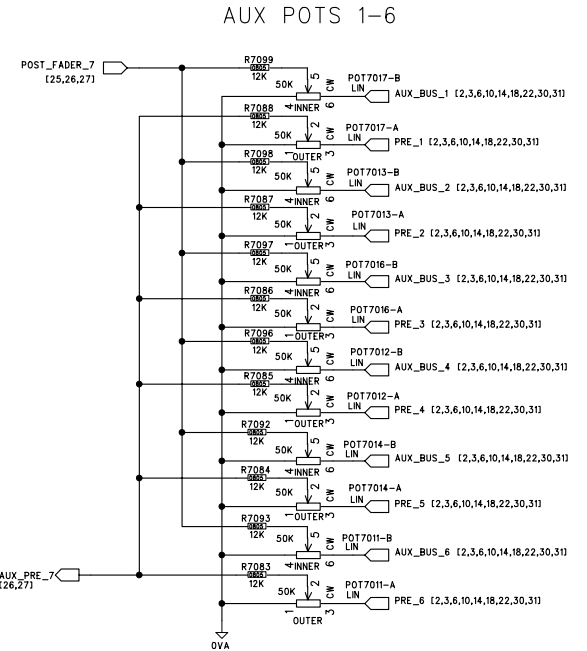 AUX POTS 1-6
POST_FADER_7
[25,26,27]
R7099
0805
12K
50K
5
CW
4 INNER 6
POT7017-B
LIN
AUX_BUS_1 [2,3,6,10,14,18,22,30,31]
R7088
0805
12K
50K
2
CW
1 OUTER 3
POT7017-A
LIN
PRE_1 [2,3,6,10,14,18,22,30,31]
R7098
0805
12K
50K
5
CW
4 INNER 6
POT7013-B
LIN
AUX_BUS_2 [2,3,6,10,14,18,22,30,31]
R7087
0805
12K
50K
2
CW
1 OUTER 3
POT7013-A
LIN
PRE_2 [2,3,6,10,14,18,22,30,31]
R7097
0805
12K
50K
5
CW
4 INNER 6
POT7016-B
LIN
AUX_BUS_3 [2,3,6,10,14,18,22,30,31]
R7086
0805
12K
50K
2
CW
1 OUTER 3
POT7016-A
LIN
PRE_3 [2,3,6,10,14,18,22,30,31]
R7096
0805
12K
50K
5
CW
4 INNER 6
POT7012-B
LIN
AUX_BUS_4 [2,3,6,10,14,18,22,30,31]
R7085
0805
12K
50K
2
CW
1 OUTER 3
POT7012-A
LIN
PRE_4 [2,3,6,10,14,18,22,30,31]
R7092
0805
12K
50K
5
CW
4 INNER 6
POT7014-B
LIN
AUX_BUS_5 [2,3,6,10,14,18,22,30,31]
R7084
0805
12K
50K
2
CW
1 OUTER 3
POT7014-A
LIN
PRE_5 [2,3,6,10,14,18,22,30,31]
R7093
0805
12K
50K
5
CW
4 INNER 6
POT7011-B
LIN
AUX_BUS_6 [2,3,6,10,14,18,22,30,31]
AUX_PRE_7
[26,27]
R7083
0805
12K
50K
2
CW
1 OUTER 3
POT7011-A
LIN
PRE_6 [2,3,6,10,14,18,22,30,31]
0VA